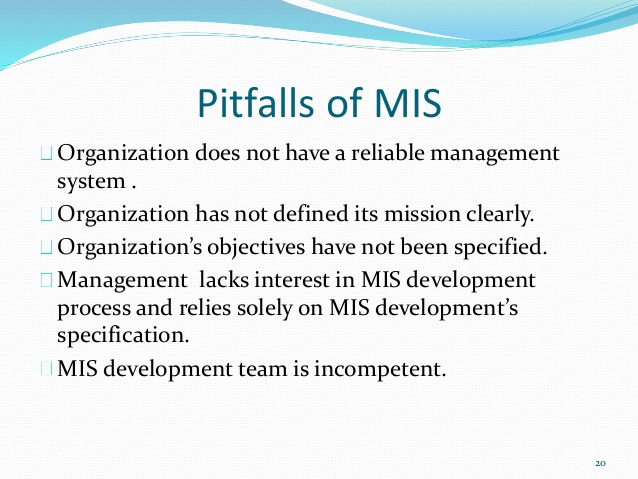 Pitfalls of MIS
Organization does not have a reliable management
system .
Organization has not defined its mission clearly.
Organization’s objectives have not been specified.
Management  lacks interest in MIS development
process and relies solely on MIS development’s
specification.
MIS development team is incompetent.
20